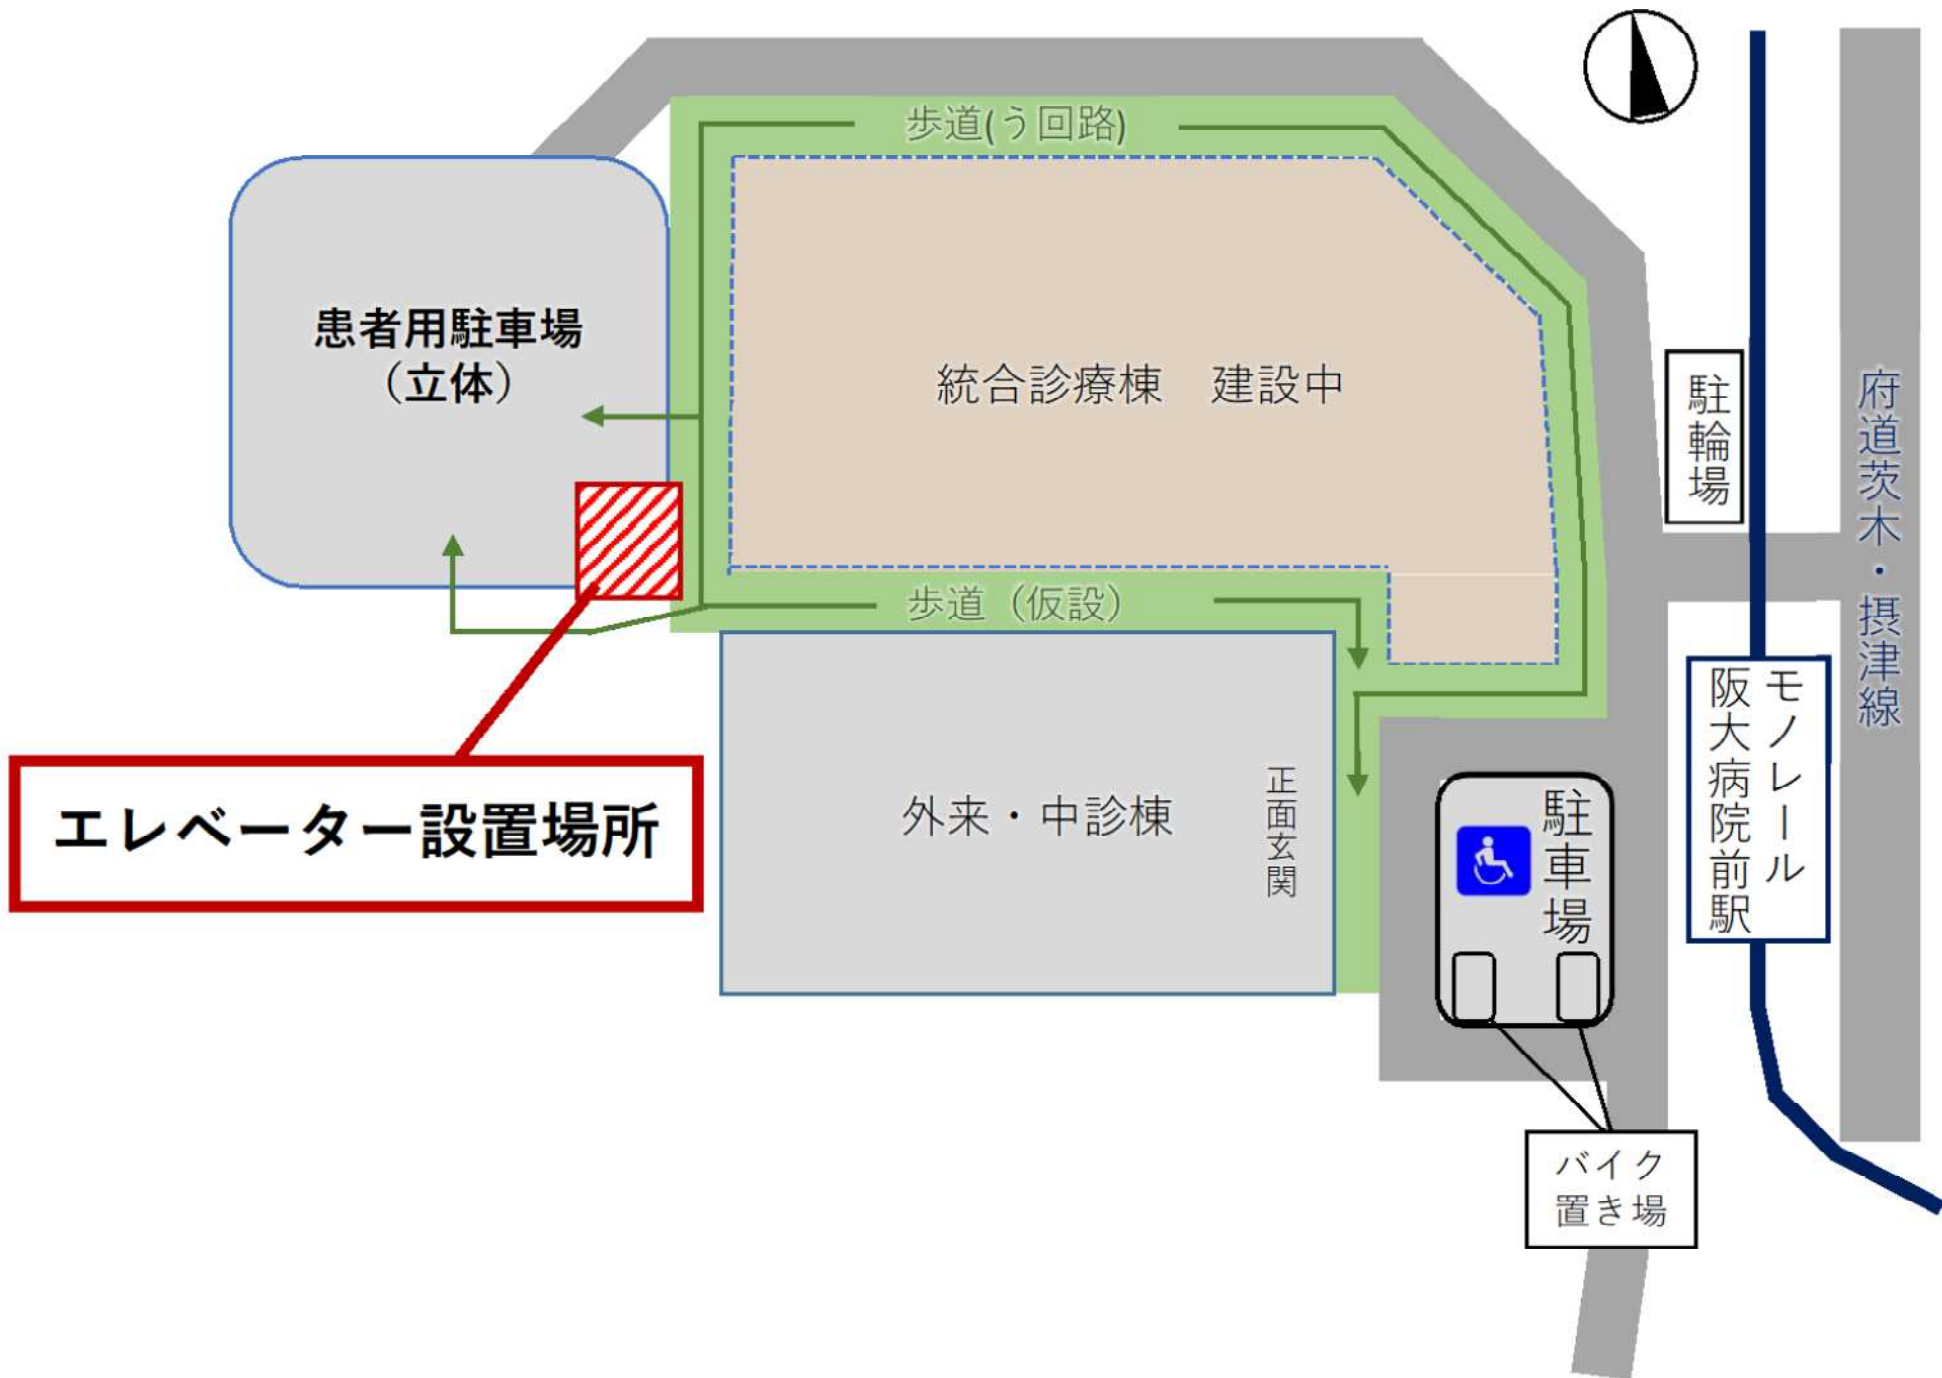 歩道(う回路)
患者用駐車場
（立体）
統合診療棟　建設中
駐輪場
府道茨木・摂津線
歩道（仮設）
モノレール
阪大病院前駅
エレベーター設置場所
外来・中診棟
正面玄関
駐車場
バイク
置き場